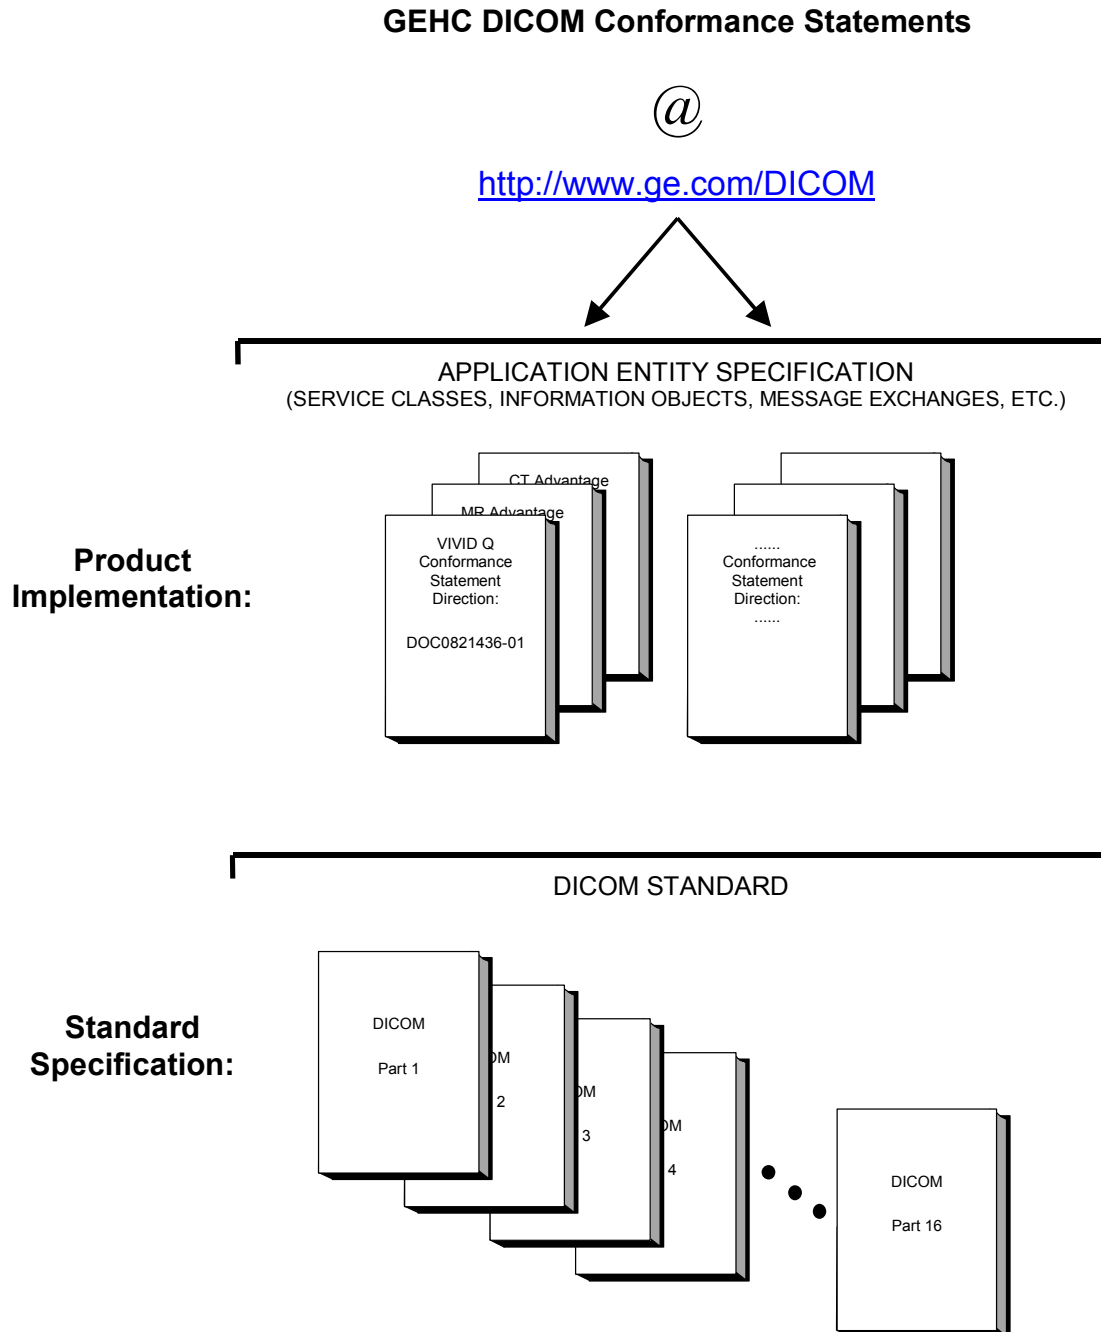 GEHC DICOM Conformance Statements
@
http://www.ge.com/DICOM
APPLICATION ENTITY SPECIFICATION
(SERVICE CLASSES, INFORMATION OBJECTS, MESSAGE EXCHANGES, ETC.)
Product
Implementation:
CT Advantage
MR Advantage
VIVID Q
Conformance
Statement
Direction:
DOC0821436-01
......
Conformance
Statement
Direction:
......
DICOM STANDARD
Standard
Specification:
DICOM
Part 1
OM
2
OM
3
OM
4
DICOM
Part 16